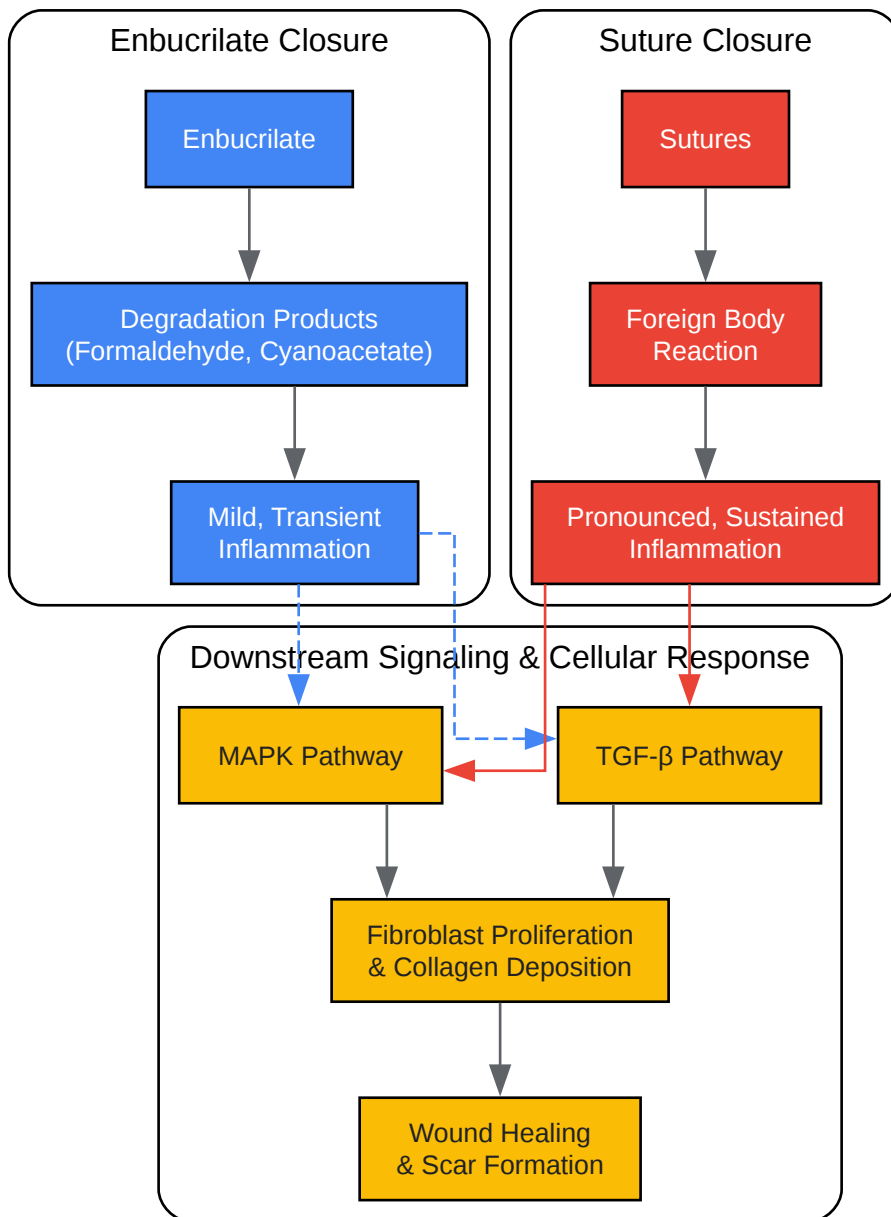 Enbucrilate Closure
Enbucrilate
Degradation Products
(Formaldehyde, Cyanoacetate)
Mild, Transient
Inflammation
Suture Closure
Sutures
Foreign Body
Reaction
Pronounced, Sustained
Inflammation
Downstream Signaling & Cellular Response
MAPK Pathway
TGF-β Pathway
Fibroblast Proliferation
& Collagen Deposition
Wound Healing
& Scar Formation